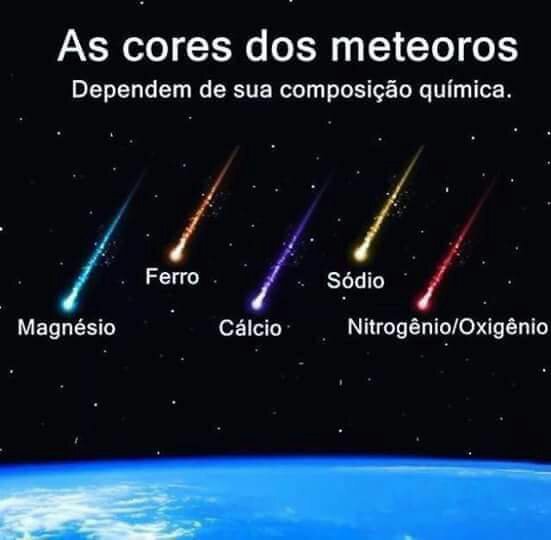 As cores dos meteoros
Dependem de sua composição química.
Ferro
Sódio
Magnésio
Cálcio
Nitrogênio/Oxigênio